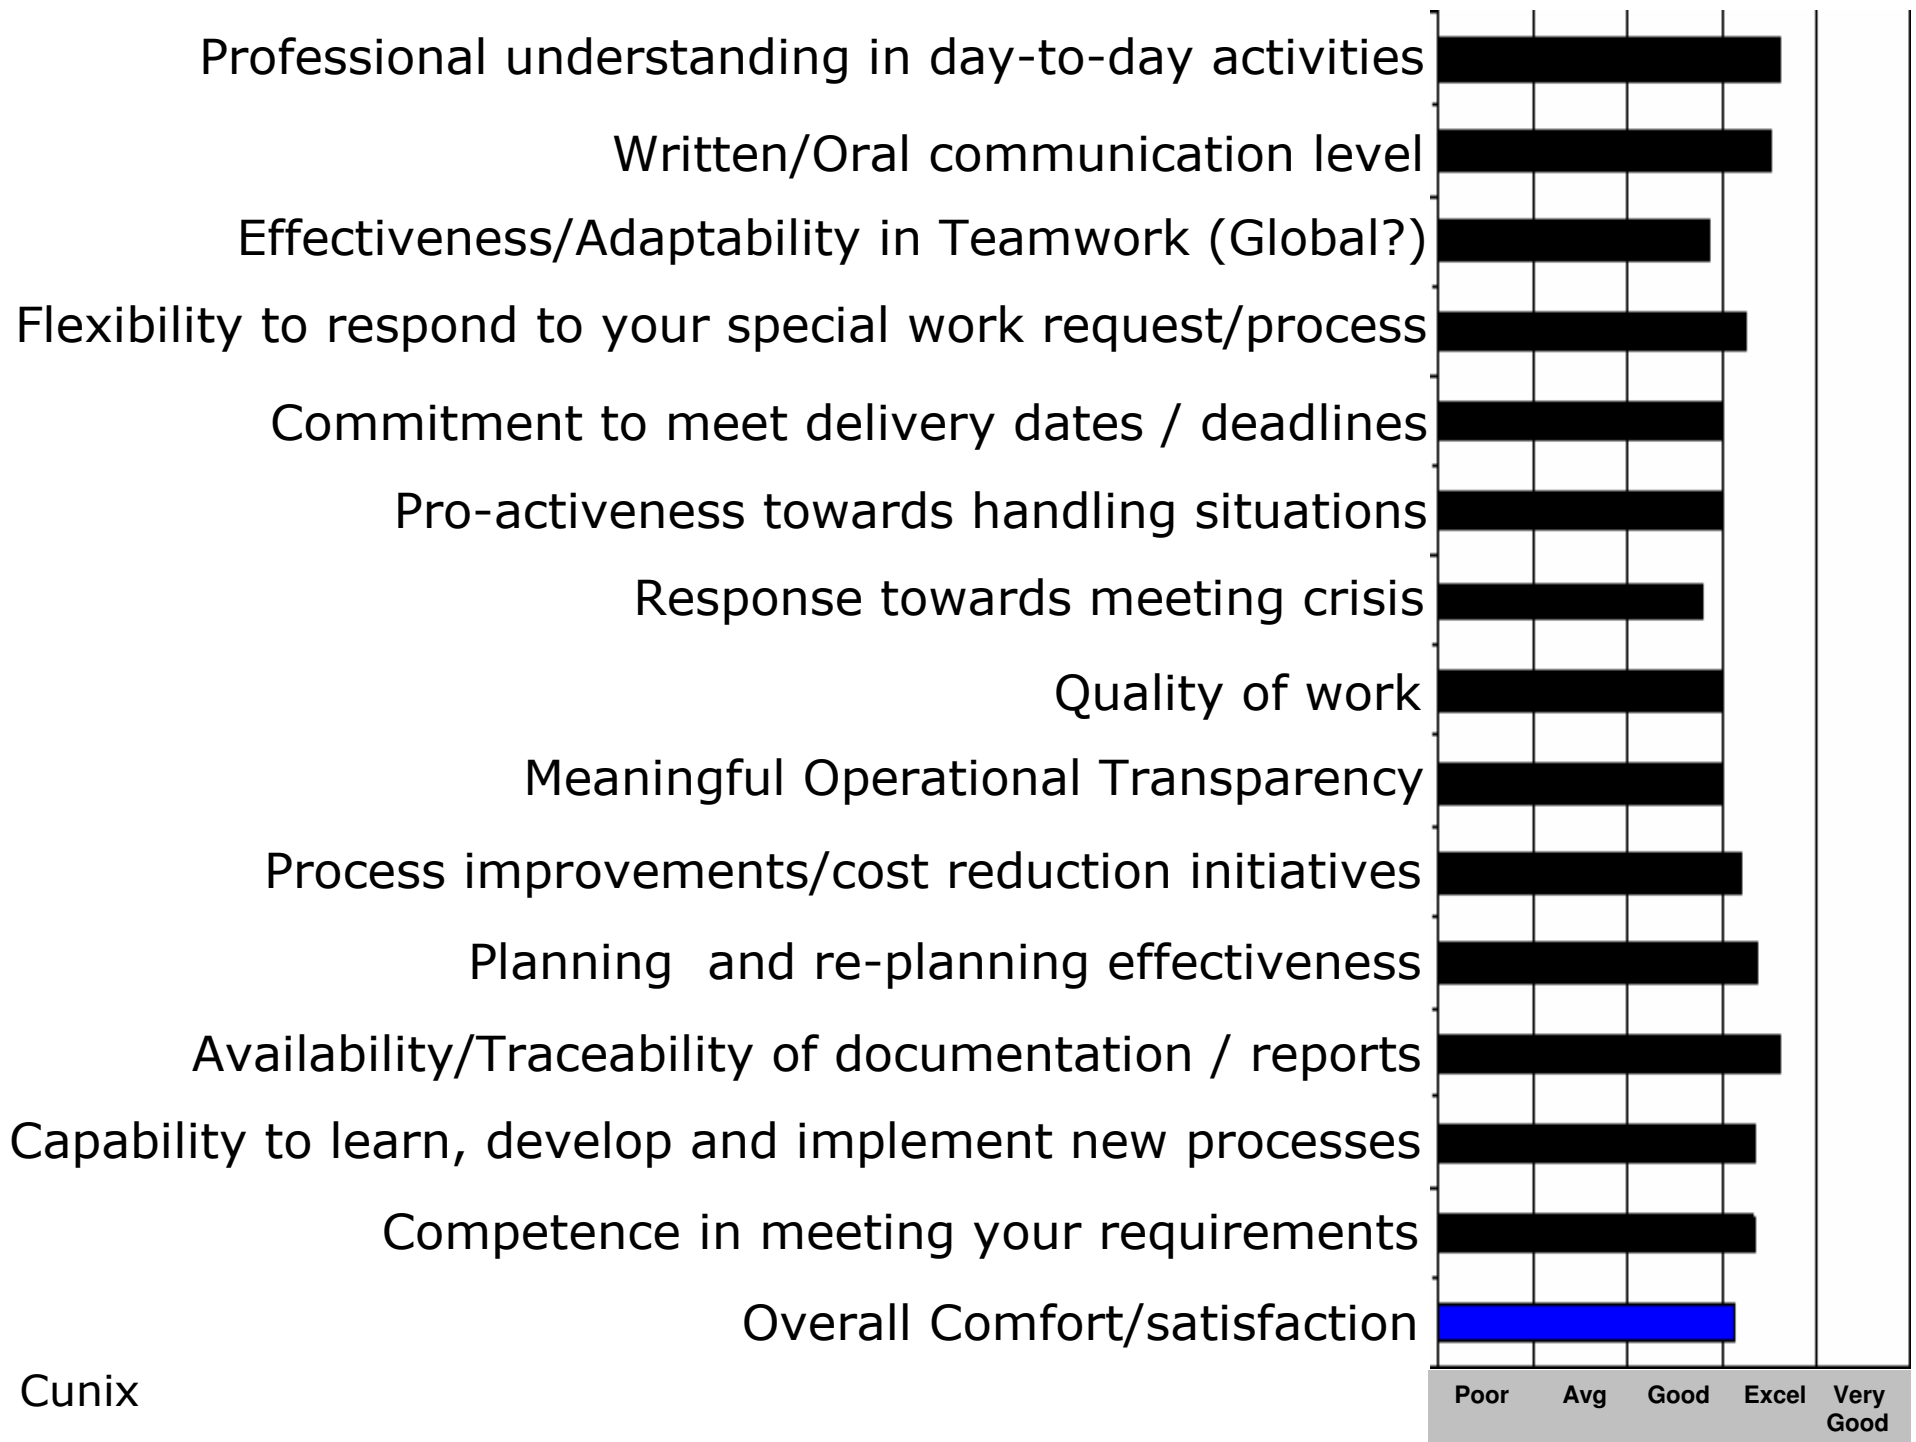 Professional understanding in day-to-day activities
Written/Oral communication level
Effectiveness/Adaptability in Teamwork (Global?)
Flexibility to respond to your special work request/process
Commitment to meet delivery dates / deadlines
Pro-activeness towards handling situations
Response towards meeting crisis
Quality of work
Meaningful Operational Transparency
Process improvements/cost reduction initiatives
Planning  and re-planning effectiveness
Availability/Traceability of documentation / reports
Capability to learn, develop and implement new processes
Competence in meeting your requirements
Overall Comfort/satisfaction
Cunix
Poor Avg Good Excel Very
Good